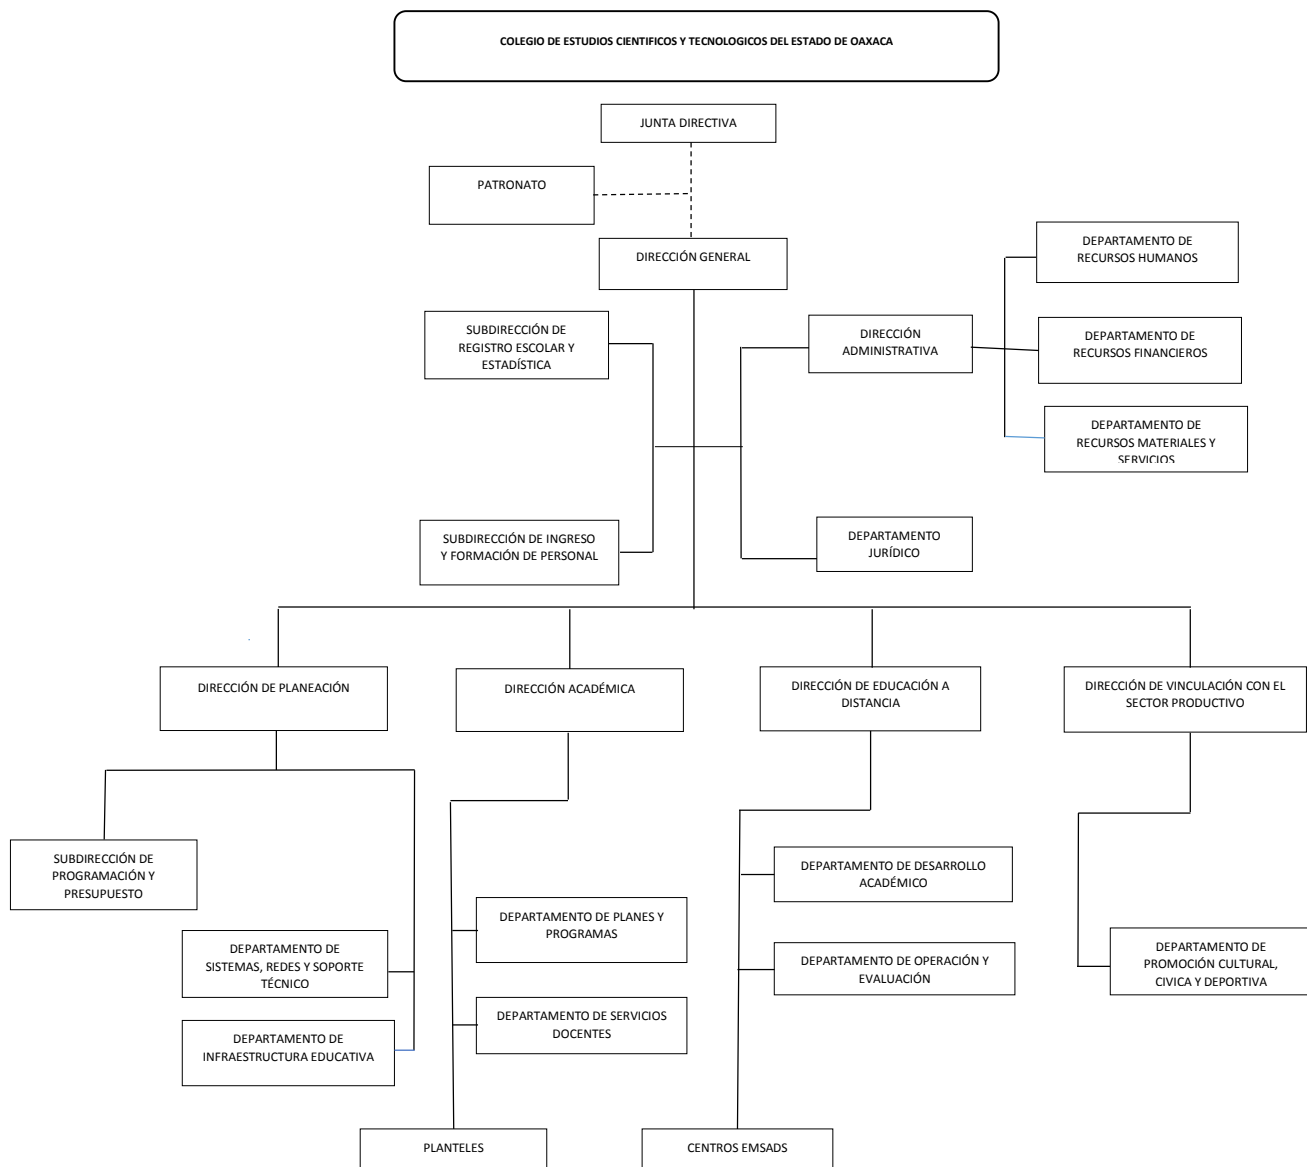 COLEGIO DE ESTUDIOS CIENTIFICOS Y TECNOLOGICOS DEL ESTADO DE OAXACA
JUNTA DIRECTIVA
PATRONATO
DIRECCIÓN GENERAL
DEPARTAMENTO DE
RECURSOS HUMANOS
SUBDIRECCIÓN DE
REGISTRO ESCOLAR Y
ESTADÍSTICA
DIRECCIÓN
ADMINISTRATIVA
DEPARTAMENTO DE
RECURSOS FINANCIEROS
DEPARTAMENTO DE
RECURSOS MATERIALES Y
SERVICIOS
SUBDIRECCIÓN DE INGRESO
Y FORMACIÓN DE PERSONAL
DEPARTAMENTO
JURÍDICO
DIRECCIÓN DE PLANEACIÓN
DIRECCIÓN ACADÉMICA
DIRECCIÓN DE EDUCACIÓN A
DISTANCIA
DIRECCIÓN DE VINCULACIÓN CON EL
SECTOR PRODUCTIVO
SUBDIRECCIÓN DE
PROGRAMACIÓN Y
PRESUPUESTO
DEPARTAMENTO DE DESARROLLO
ACADÉMICO
DEPARTAMENTO DE PLANES Y
PROGRAMAS
DEPARTAMENTO DE
SISTEMAS, REDES Y SOPORTE
TÉCNICO
DEPARTAMENTO DE OPERACIÓN Y
EVALUACIÓN
DEPARTAMENTO DE
PROMOCIÓN CULTURAL,
CIVICA Y DEPORTIVA
DEPARTAMENTO DE SERVICIOS
DOCENTES
DEPARTAMENTO DE
INFRAESTRUCTURA EDUCATIVA
PLANTELES
CENTROS EMSADS